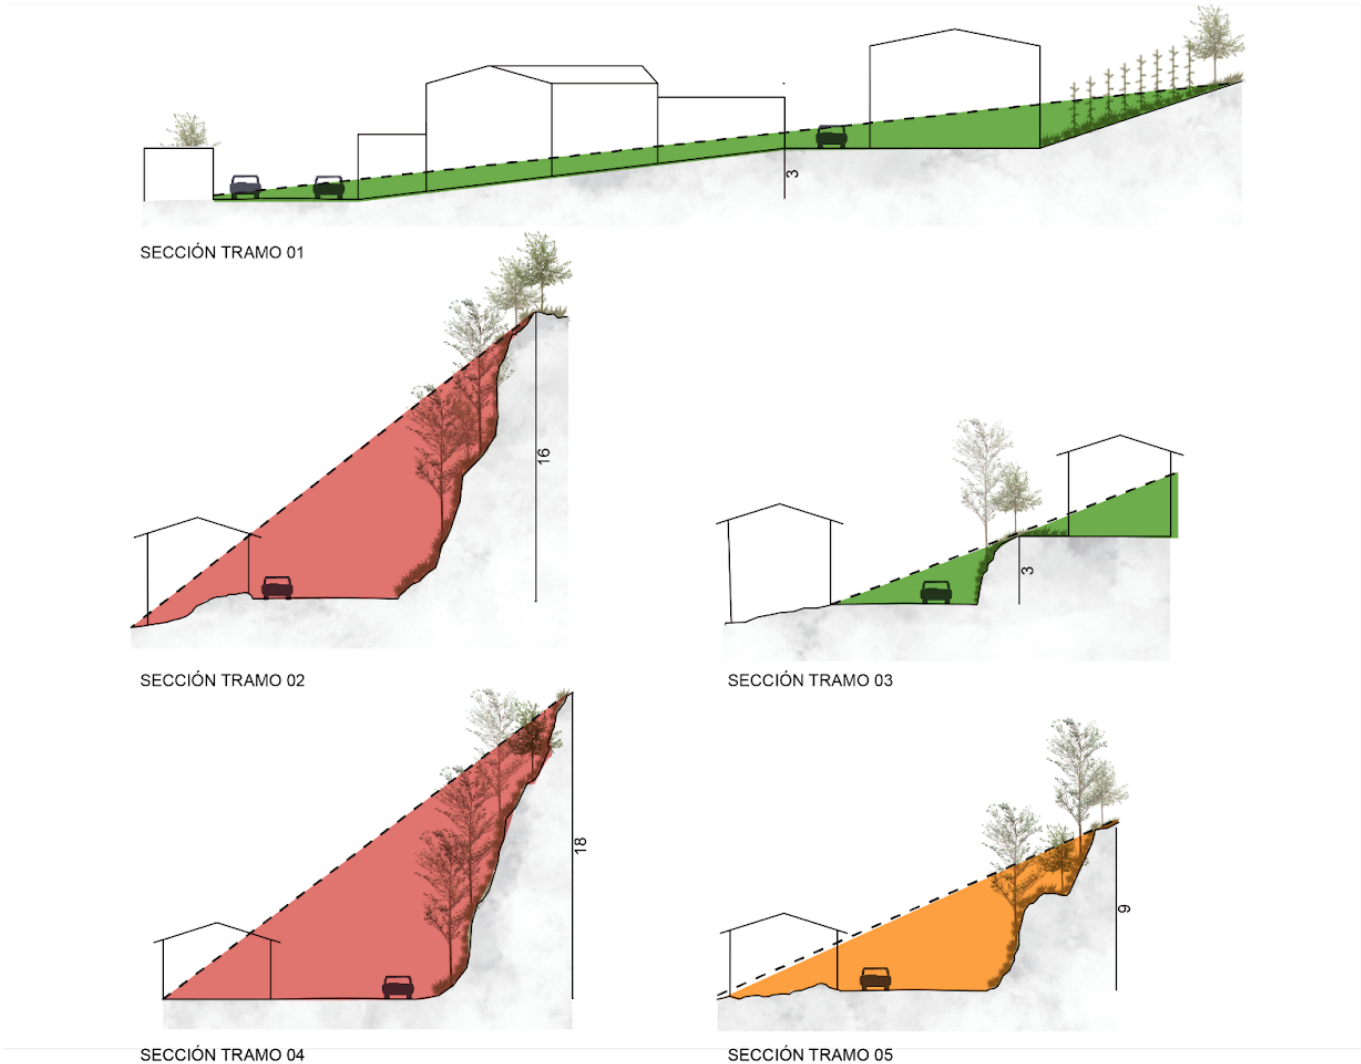 3
SECCIÓN TRAMO 01
16
SECCIÓN TRAMO 02
3
SECCIÓN TRAMO 03
18
SECCIÓN TRAMO 04
9
SECCIÓN TRAMO 05